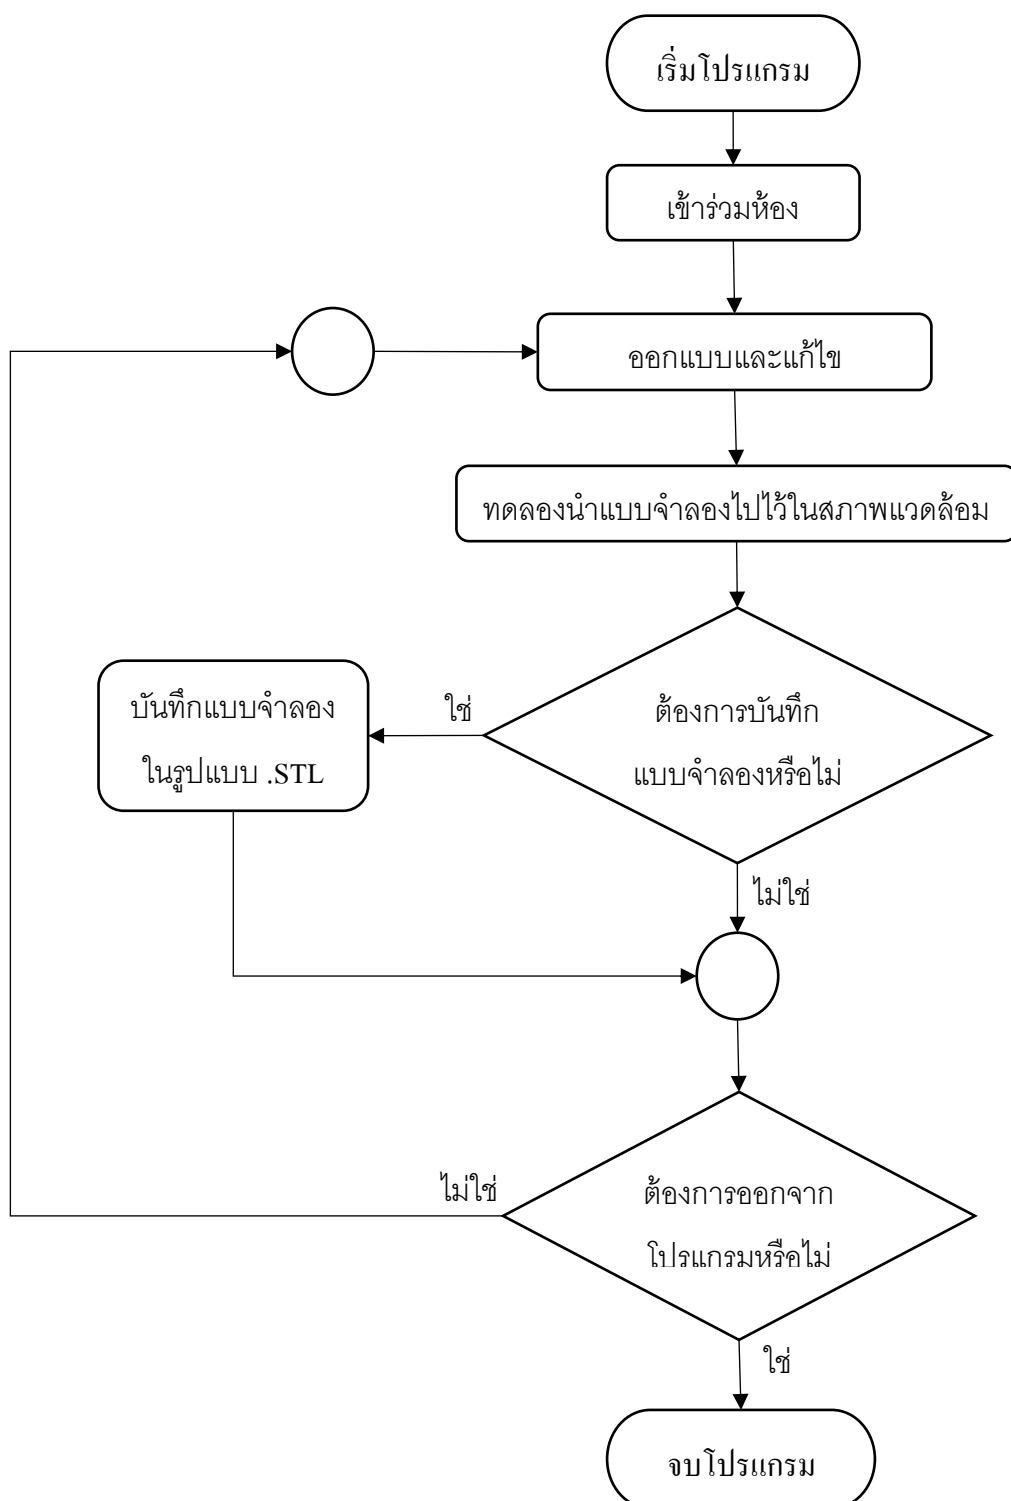 เริ่มโปรแกรม
เข้าร่วมห้อง
ออกแบบและแก้ไข
ทดลองนำแบบจำลองไปไว้ในสภาพแวดล้อม
ต้องการบันทึก
แบบจำลองหรือไม่
ใช่
บันทึกแบบจำลอง
ในรูปแบบ .STL
ไม่ใช่
ต้องการออกจาก
โปรแกรมหรือไม่
ไม่ใช่
ใช่
จบโปรแกรม